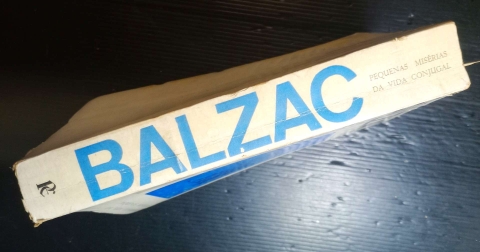 BALZAC
PEQUENAS MISÉRIAS
DA VIDA CONJUGAL